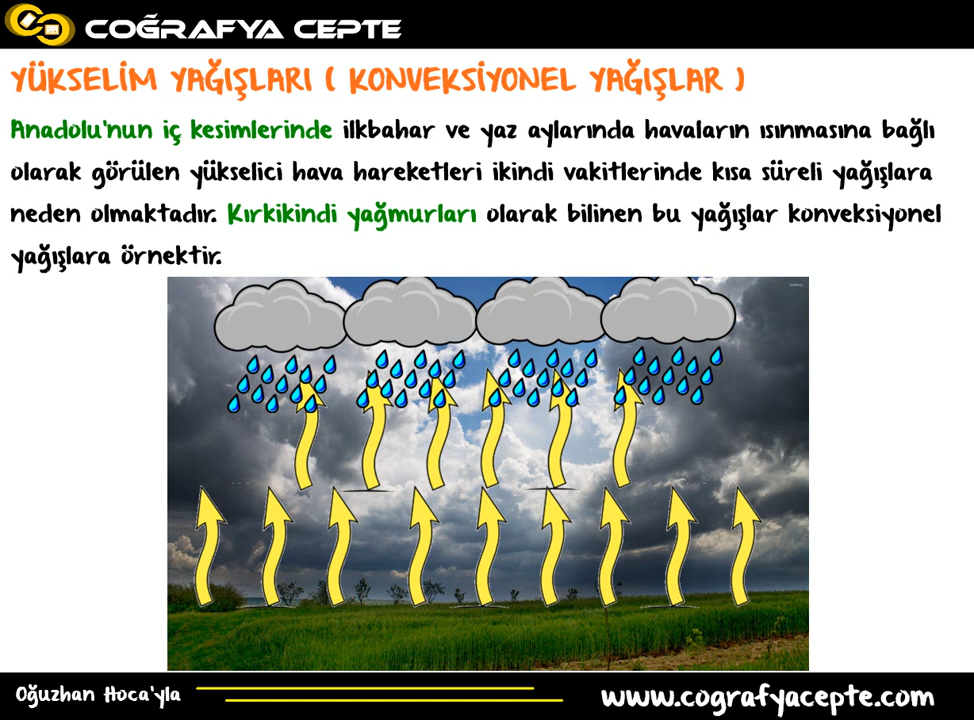 COĞRAFYA CEPTE
YÜKSELİM YAĞIŞLARI ( KONVEKSİYONEL YAĞIŞLAR )
Anadolu'nun iç kesimlerinde ilkbahar ve yaz aylarında havaların ısınmasına bağlı
olarak görülen yükselici hava hareketleri ikindi vakitlerinde kısa süreli yağışlara
neden olmaktadır. Kırkikindi yağmurları olarak bilinen bu yağışlar konveksiyonel
yağışlara örnektir.
Oğuzhan Hoca'yla
www.cografyacepte.com